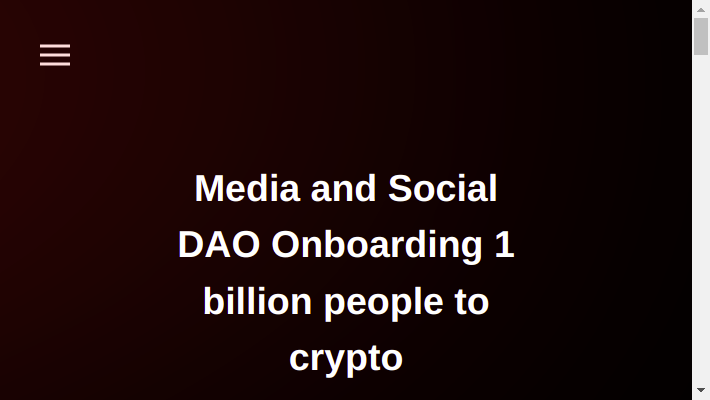 Media and Social
DAO Onboarding 1
billion people to
crypto